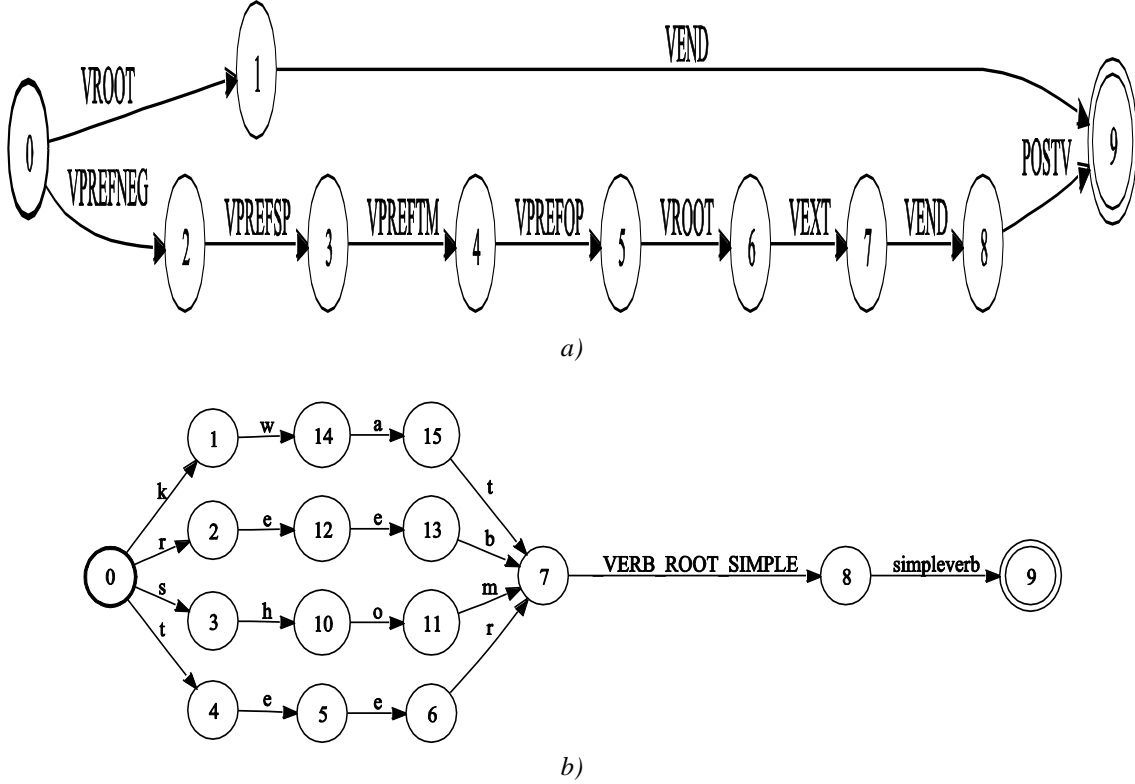 VEND
VROOT
1
0
9
VPREFNEG
POSTV
2 VPREFSP 3 VPREFTM 4 VPREFOP 5 VROOT 6 VEXT 7 VEND 8
a)
1 w 14 a 15
k t
2 e 12 e 13
r b
0 7 _VERB_ROOT_SIMPLE 8 simpleverb 9
s m
3 h 10 o 11
t r
4 e 5 e 6
b)